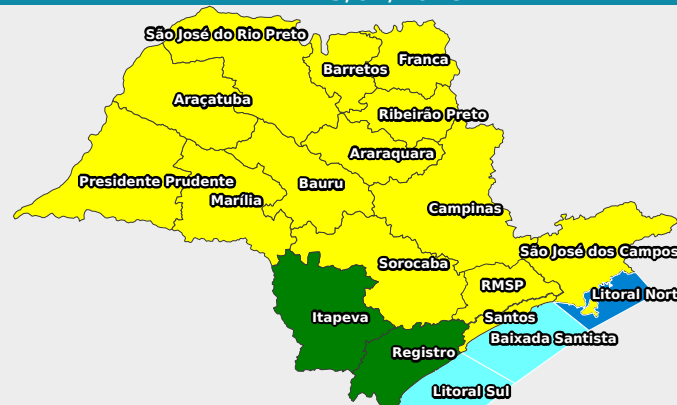 São José do Rio Preto
Franca
Barretos
Araçatuba
Ribeirão Preto
Araraquara
Presidente Prudente
Bauru
Marília
Campinas
São José dos Campos
Sorocaba
RMSP
Litoral Nort
Itapeva
Santos
Baixada Santista
Registro
Litoral Sul